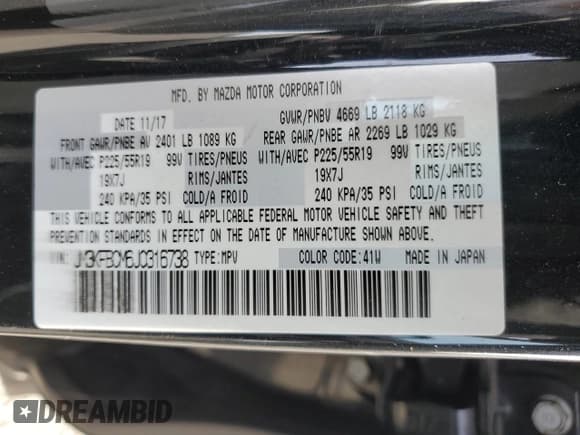 MFD. BY MAZDA MOTOR CORPORATION
DATE 11/17 GVWR/PNBV 4669 LB 2118 KG
FRONT GAWR/PNBE AV 2401 LB 1089 KG REAR GAWR/PNBE AR 2269 LB 1029 KG
WITH/AVEC P225/55R19 99V TIRES/PNEUS WITH/AVEC P225/55R19 99V TIRES/PNEUS
19X7J RIMS/JANTES 19X7J RIMS/JANTES
240 KPA/35 PSI COLD/A FROID 240 KPA/35 PSI COLD/A FROID
THIS VEHICLE CONFORMS TO ALL APPLICABLE FEDERAL MOTOR VEHICLE SAFETY AND THEFT
PREVENTION STANDARDS IN EFFECT ON THE DATE OF MANUFACTURE SHOWN ABOVE.
VIN: JM3KFBCM6JC316738 TYPE:MPV COLOR CODE:41W MADE IN JAPAN
DREAMBID